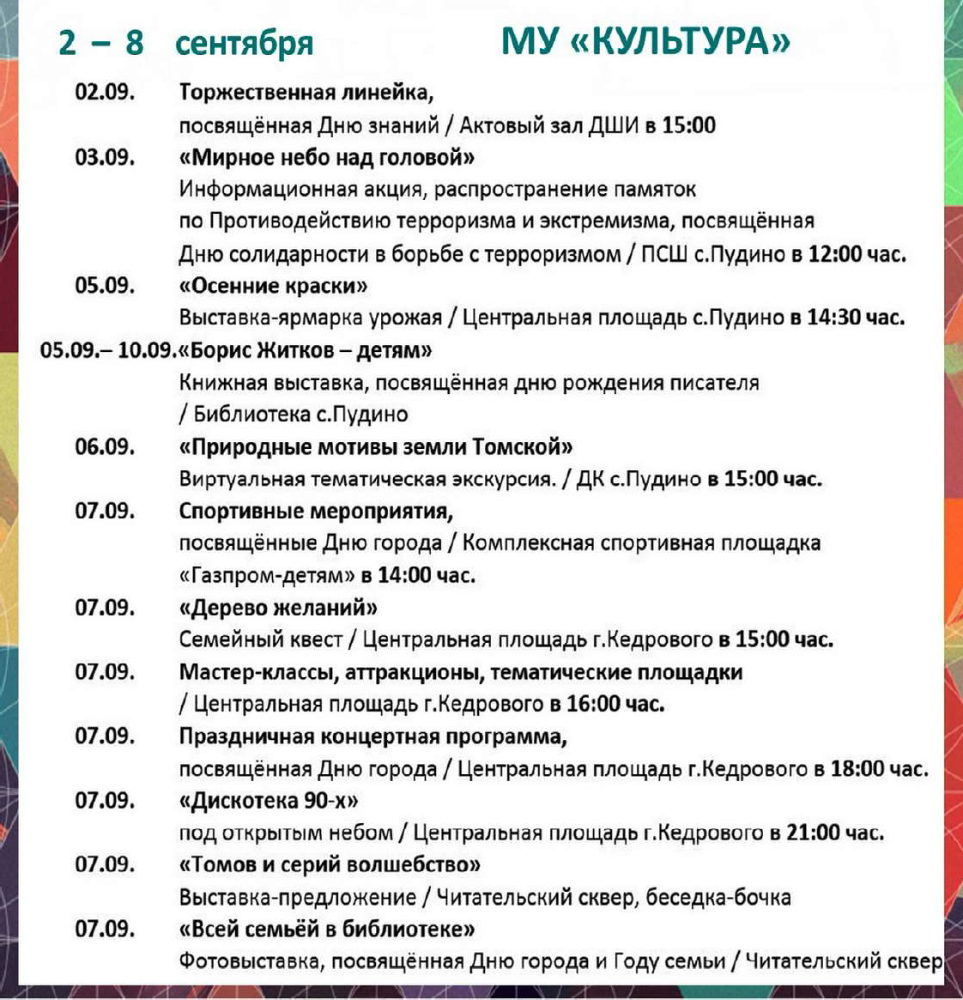 2 – 8 сентября МУ «КУЛЬТУРА»
02.09. Торжественная линейка,
посвящённая Дню знаний / Актовый зал ДШИ в 15:00
03.09. «Мирное небо над головой»
Информационная акция, распространение памяток
по Противодействию терроризма и экстремизма, посвящённая
Дню солидарности в борьбе с терроризмом / ПСШ с.Пудино в 12:00 час.
05.09. «Осенние краски»
Выставка-ярмарка урожая / Центральная площадь с.Пудино в 14:30 час.
05.09.– 10.09.«Борис Житков – детям»
Книжная выставка, посвящённая дню рождения писателя
/ Библиотека с.Пудино
06.09. «Природные мотивы земли Томской»
Виртуальная тематическая экскурсия. / ДК с.Пудино в 15:00 час.
07.09. Спортивные мероприятия,
посвящённые Дню города / Комплексная спортивная площадка
«Газпром-детям» в 14:00 час.
07.09. «Дерево желаний»
Семейный квест / Центральная площадь г.Кедрового в 15:00 час.
07.09. Мастер-классы, аттракционы, тематические площадки
/ Центральная площадь г.Кедрового в 16:00 час.
07.09. Праздничная концертная программа,
посвящённая Дню города / Центральная площадь г.Кедрового в 18:00 час.
07.09. «Дискотека 90-х»
под открытым небом / Центральная площадь г.Кедрового в 21:00 час.
07.09. «Томов и серий волшебство»
Выставка-предложение / Читательский сквер, беседка-бочка
07.09. «Всей семьёй в библиотеке»
Фотовыставка, посвящённая Дню города и Году семьи / Читательский сквер